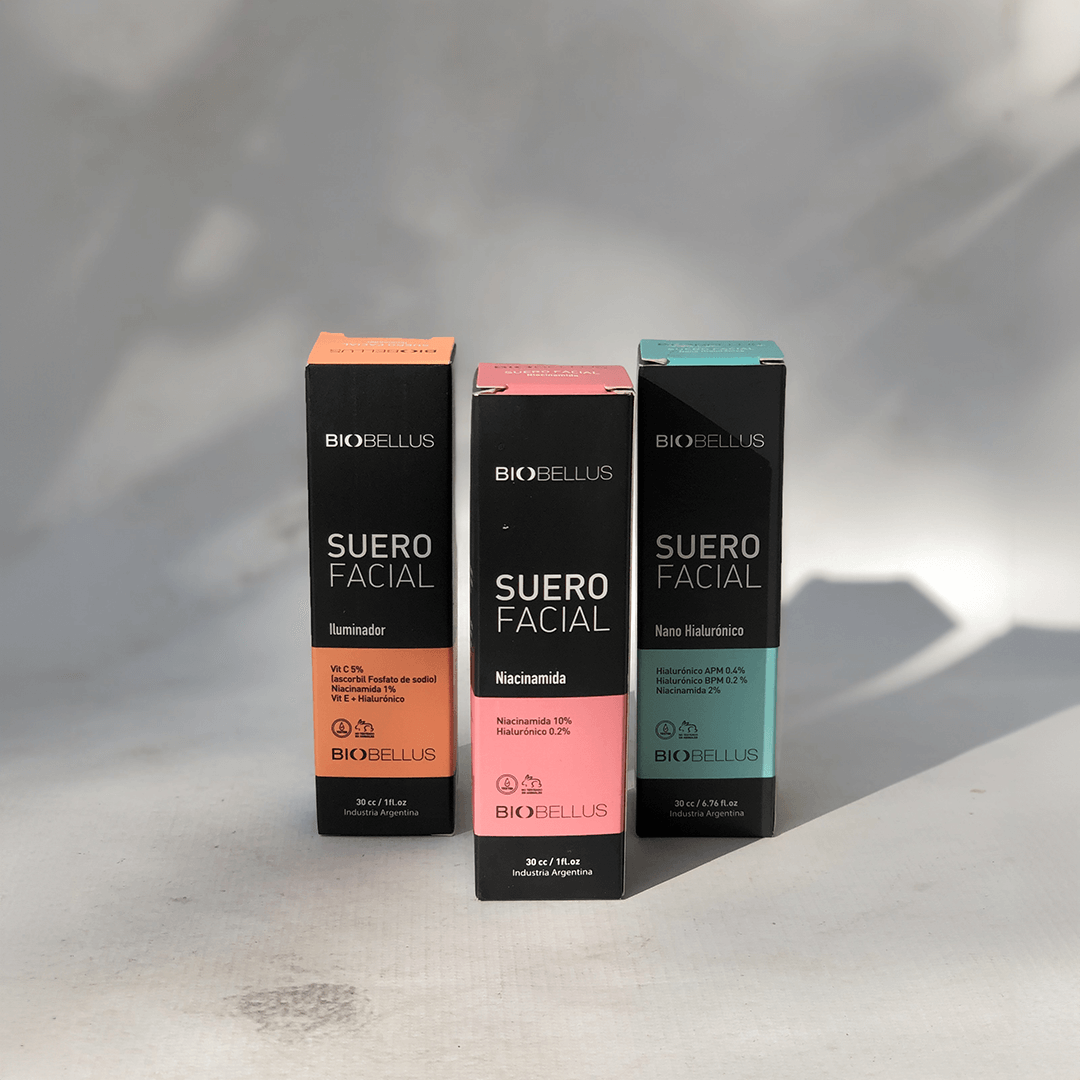 BIOBELLUS
SUERO
FACIAL
Iluminador
Vit C 5%
(ascorbil Fosfato de sodio)
Niacinamida 1%
Vit E + Hialurónico
BIOBELLUS
30 cc / 1fl.oz
Industria Argentina
SUERO FACIAL
Niacinamida
BIOBELLUS
SUERO
FACIAL
Niacinamida
Niacinamida 10%
Hialurónico 0.2%
BIOBELLUS
30 cc / 1fl.oz
Industria Argentina
BIOBELLUS
SUERO
FACIAL
Nano Hialurónico
Hialurónico APM 0.4%
Hialurónico BPM 0.2 %
Niacinamida 2%
BIOBELLUS
30 cc / 6.76 fl.oz
Industria Argentina